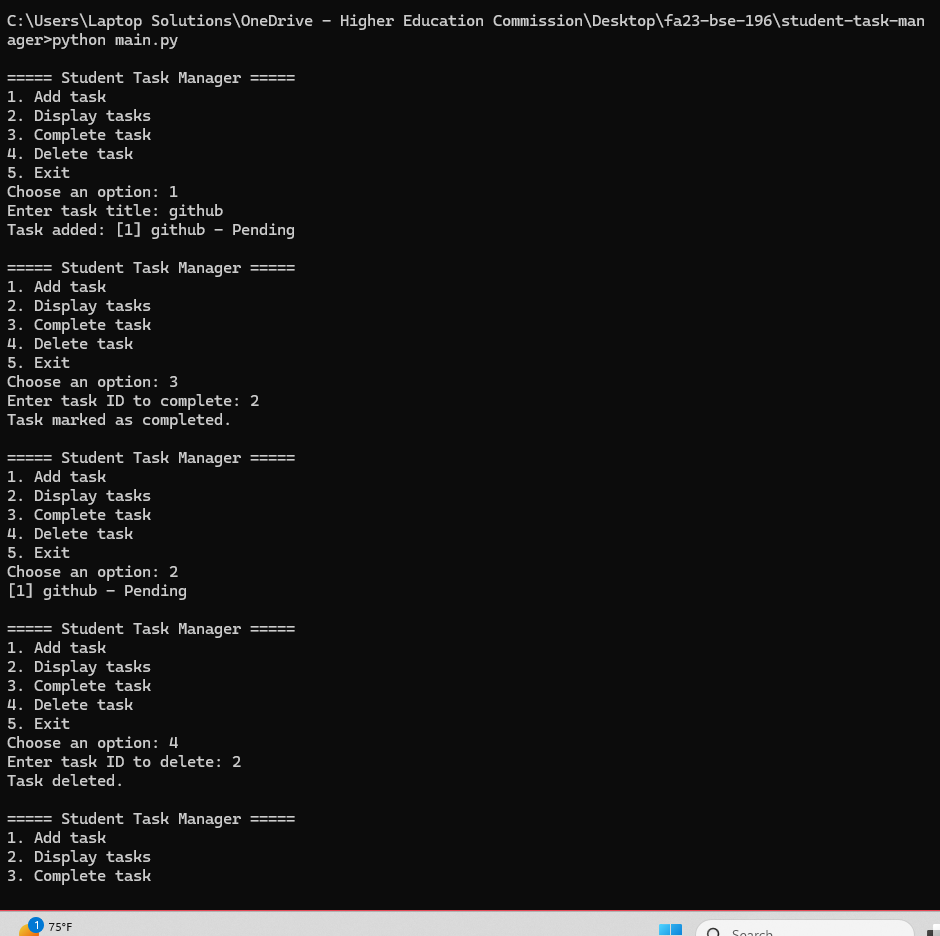 C:\Users\Laptop Solutions\OneDrive - Higher Education Commission\Desktop\fa23-bse-196\student-task-man
ager>python main.py
===== Student Task Manager =====
1. Add task
2. Display tasks
3. Complete task
4. Delete task
5. Exit
Choose an option: 1
Enter task title: github
Task added: [1] github - Pending
===== Student Task Manager =====
1. Add task
2. Display tasks
3. Complete task
4. Delete task
5. Exit
Choose an option: 3
Enter task ID to complete: 2
Task marked as completed.
===== Student Task Manager =====
1. Add task
2. Display tasks
3. Complete task
4. Delete task
5. Exit
Choose an option: 2
[1] github - Pending
===== Student Task Manager =====
1. Add task
2. Display tasks
3. Complete task
4. Delete task
5. Exit
Choose an option: 4
Enter task ID to delete: 2
Task deleted.
===== Student Task Manager =====
1. Add task
2. Display tasks
3. Complete task
1 75°F
Search